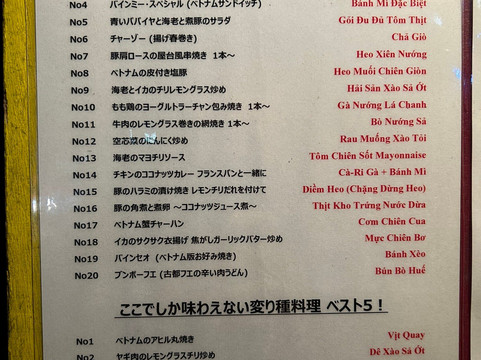 No4 バインミー・スペシャル (ベトナムサンドイッチ) Bánh Mì Đặc Biệt
No5 青いパパイヤと海老と煮豚のサラダ Gỏi Đu Đủ Tôm Thịt
No6 チャーゾー (揚げ春巻き) Chả Giò
No7 豚肩ロースの屋台風串焼き 1本〜 Heo Xiên Nướng
No8 ベトナムの皮付き塩豚 Heo Muối Chiên Giòn
No9 海老とイカのチリレモングラス炒め Hải Sản Xào Sả Ớt
No10 もも鶏のヨーグルトラーチャン包み焼き 1本〜 Gà Nướng Lá Chanh
No11 牛肉のレモングラス巻きの網焼き 1本〜 Bò Nướng Sả
No12 空芯菜のにんにく炒め Rau Muống Xào Tỏi
No13 海老のマヨチリソース Tôm Chiên Sốt Mayonnaise
No14 チキンのココナッツカレー フランスパンと一緒に Cà-Ri Gà + Bánh Mì
No15 豚のハラミの漬け焼き レモンチリだれを付けて Diềm Heo (Chặng Dừng Heo)
No16 豚の角煮と煮卵 〜ココナッツジュース煮〜 Thịt Kho Trứng Nước Dừa
No17 ベトナム蟹チャーハン Cơm Chiên Cua
No18 イカのサクサク衣揚げ 焦がしガーリックバター炒め Mực Chiên Bơ
No19 バインセオ (ベトナム版お好み焼き) Bánh Xèo
No20 ブンボーフエ (古都フエの辛い肉うどん) Bún Bò Huế
ここでしか味わえない変り種料理 ベスト5！
No1 ベトナムのアヒル丸焼き Vịt Quay
No2 ヤギ肉のレモングラスチリ炒め Dê Xào Sả Ớt